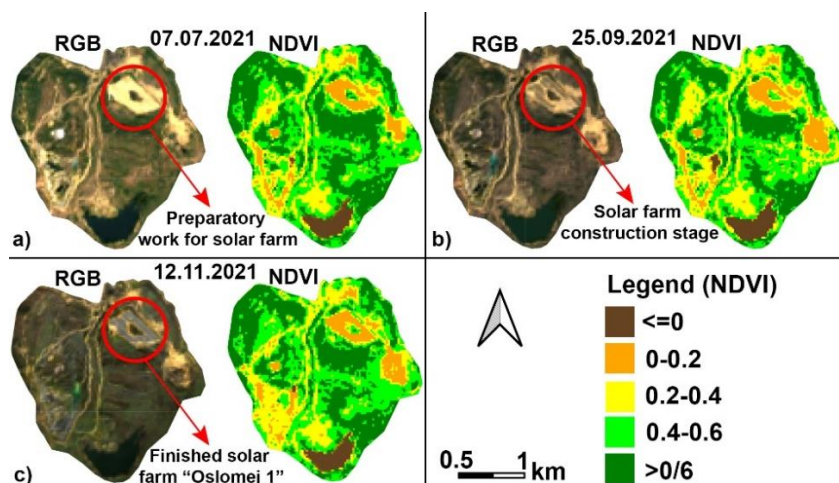 RGB 07.07.2021 NDVI
Preparatory
work for solar farm
a)
RGB 25.09.2021 NDVI
Solar farm
construction stage
b)
RGB 12.11.2021 NDVI
Finished solar
farm “Oslomei 1”
c)
Legend (NDVI)
<=0
0-0.2
0.2-0.4
0.4-0.6
>0/6
0.5 1 km